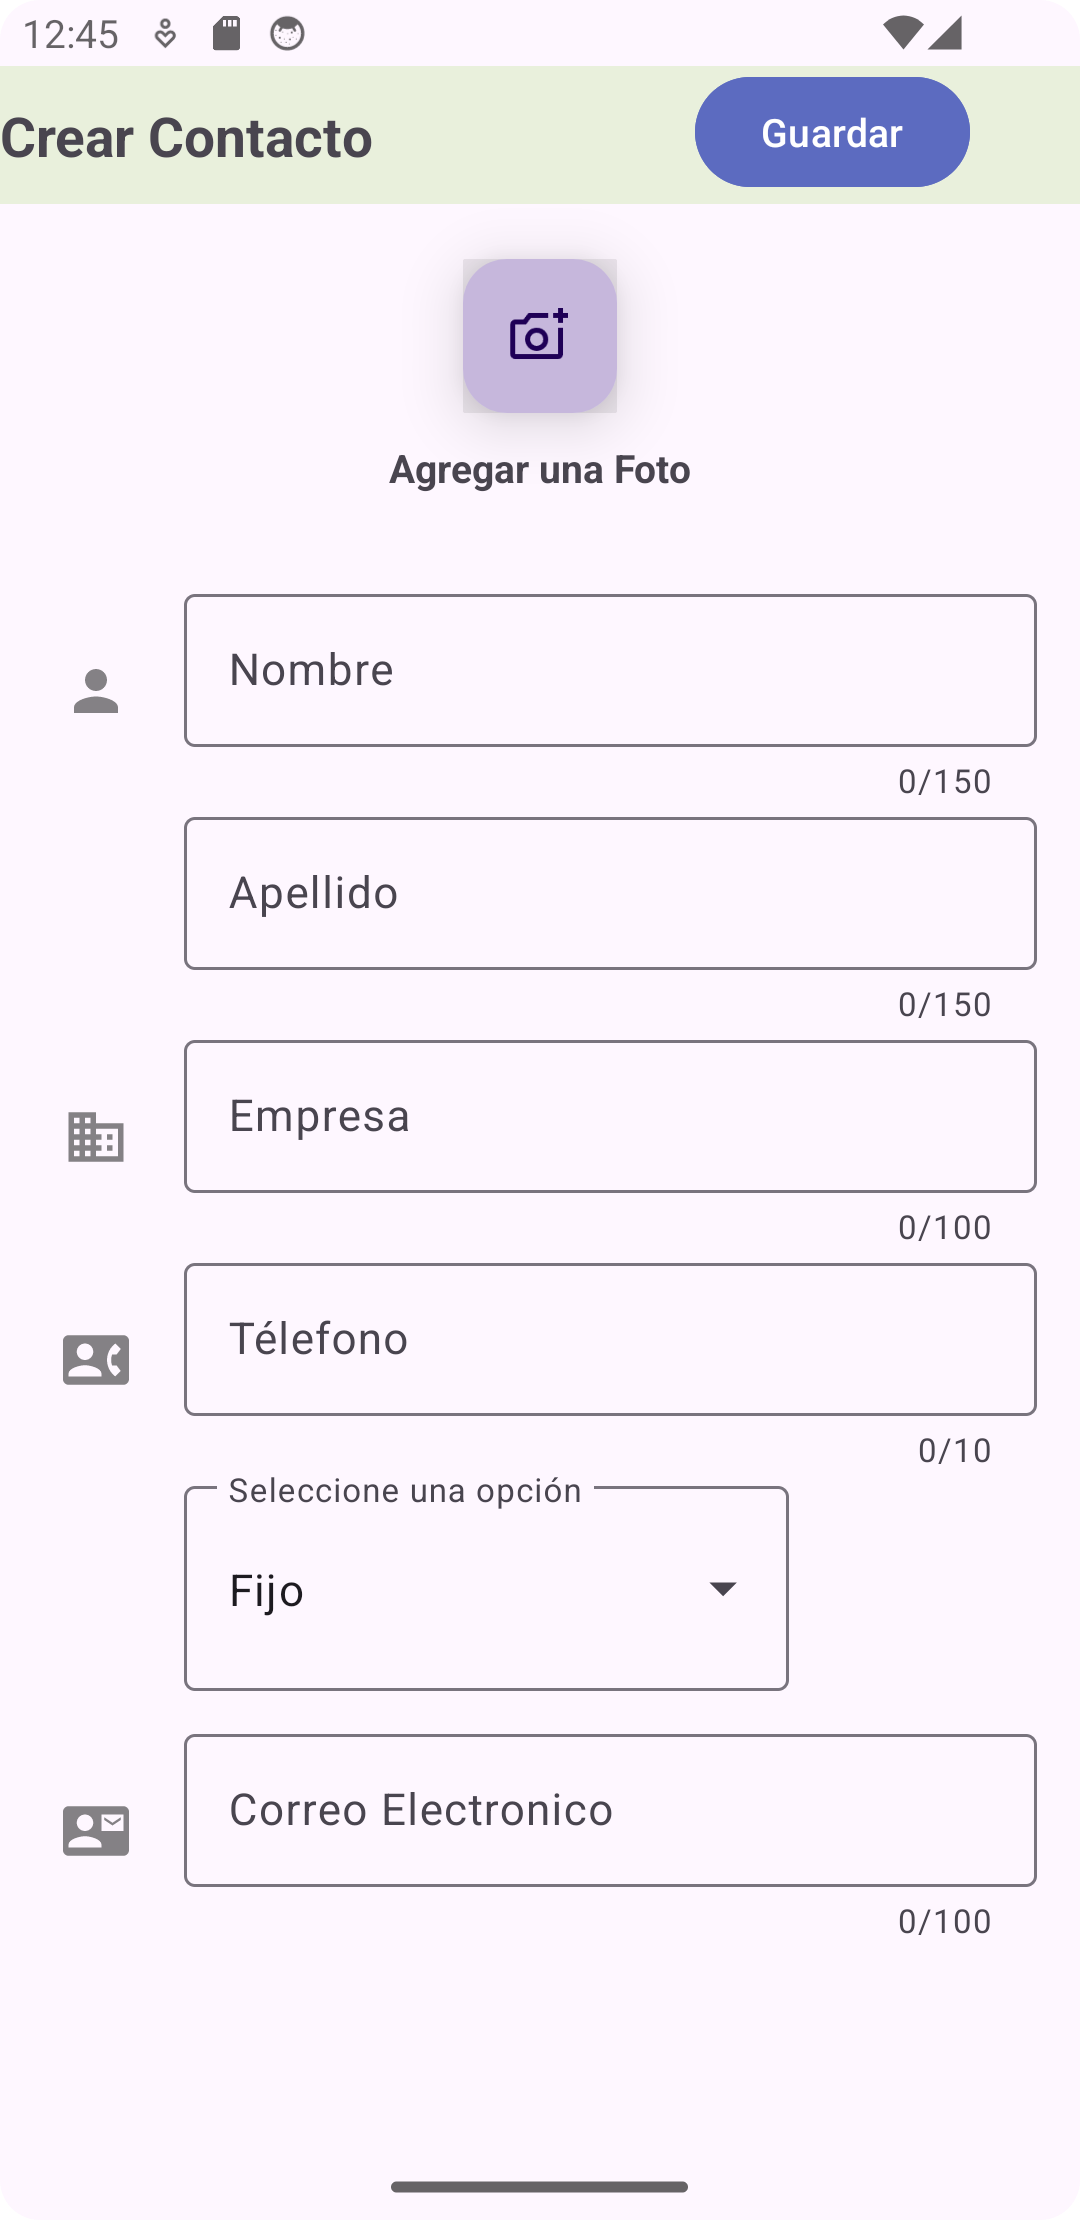 12:45
Crear Contacto
Guardar
Agregar una Foto
Nombre
0/150
Apellido
0/150
Empresa
0/100
Télefono
0/10
Seleccione una opción
Fijo
Correo Electronico
0/100